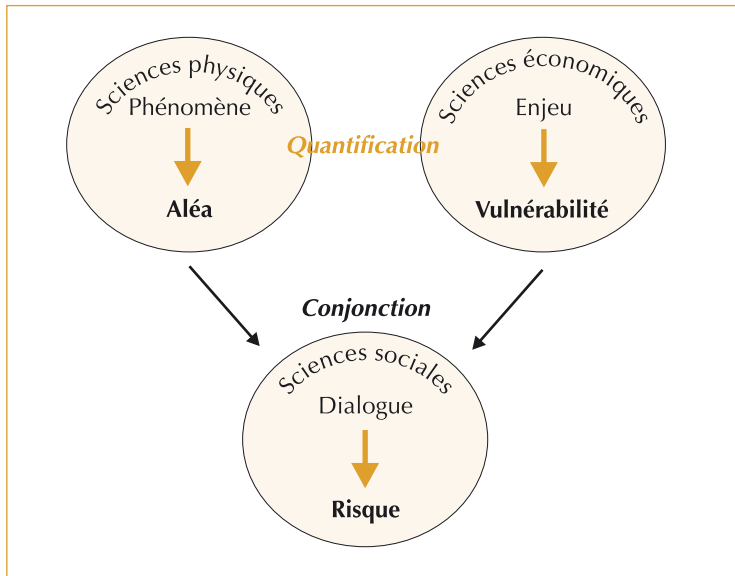 Sciences physiques
Phénomène
Aléa
Quantification
Sciences économiques
Enjeu
Vulnérabilité
Conjonction
Sciences sociales
Dialogue
Risque